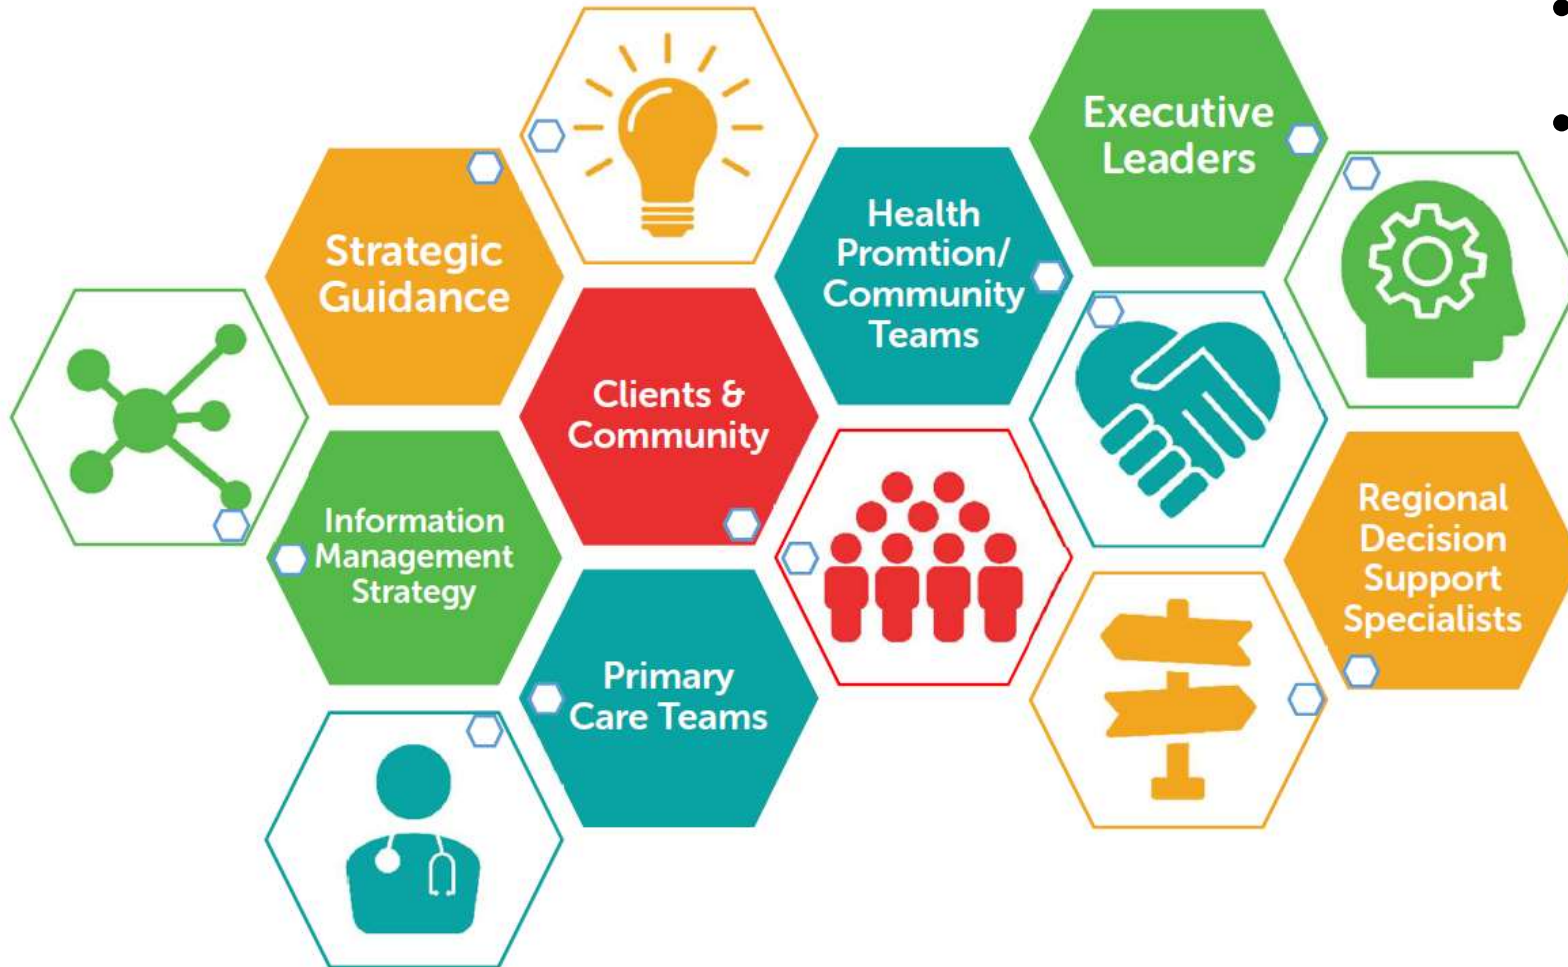 Executive
Leaders
Health
Promtion/
Community
Teams
Strategic
Guidance
Clients &
Community
Information
Management
Strategy
Regional
Decision
Support
Specialists
Primary
Care Teams